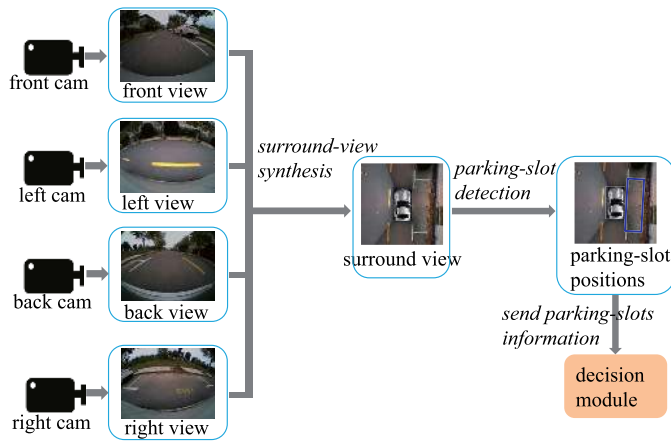 front cam
front view
left cam
left view
back cam
back view
right cam
right view
surround-view
synthesis
surround view
parking-slot
detection
parking-slot
positions
send parking-slots
information
decision
module